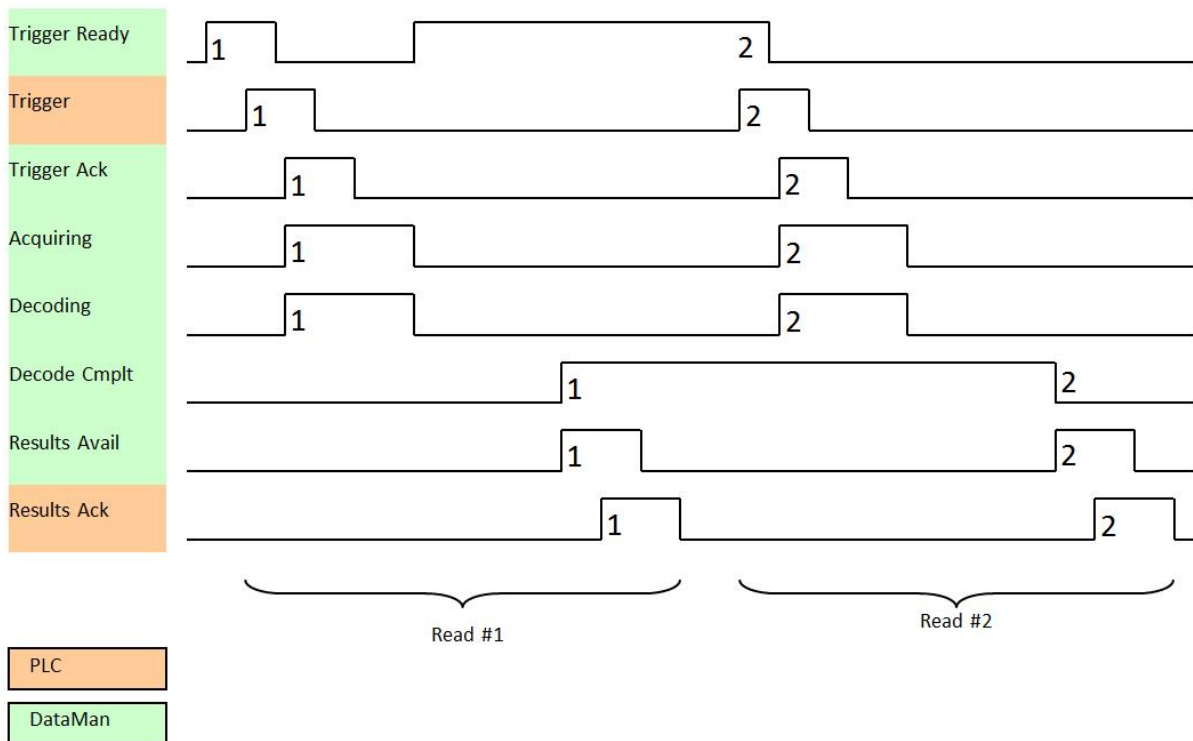 Trigger Ready 1 2
Trigger 1 2
Trigger Ack 1 2
Acquiring 1 2
Decoding 1 2
Decode Cmplt 1 2
Results Avail 1 2
Results Ack 1 2
Read #1 Read #2
PLC
DataMan